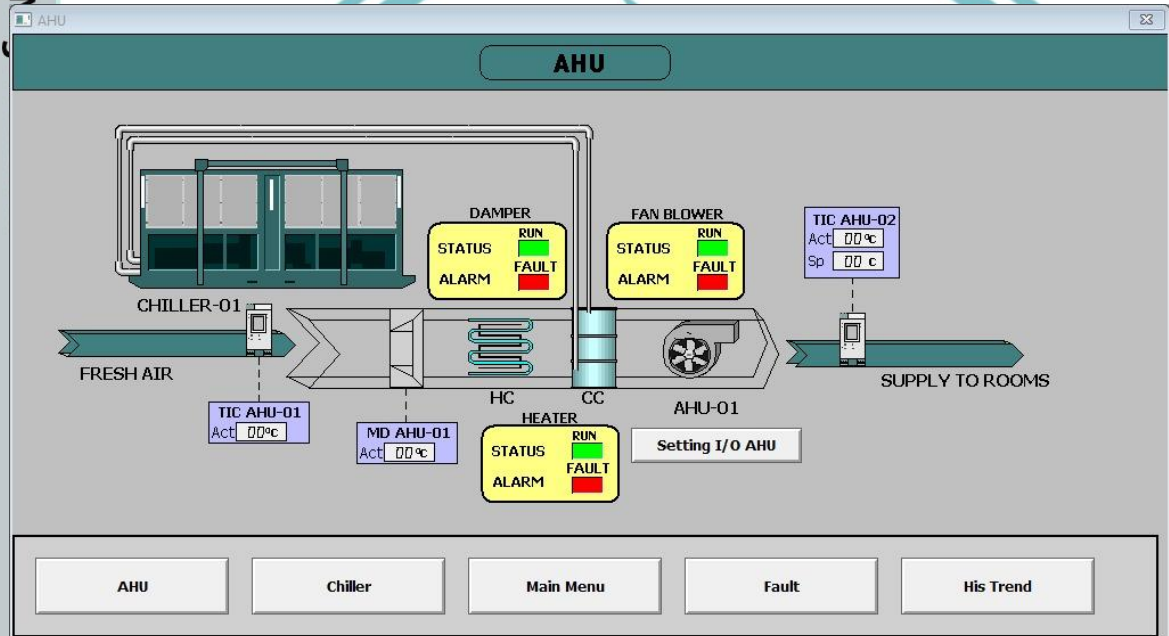 AHU
AHU
DAMPER
STATUS RUN
ALARM FAULT
FAN BLOWER
STATUS RUN
ALARM FAULT
TIC AHU-02
Act 00°C
Sp 00 c
CHILLER-01
FRESH AIR
SUPPLY TO ROOMS
TIC AHU-01
Act 00°C
MD AHU-01
Act 00°C
HC
CC
AHU-01
HEATER
STATUS RUN
ALARM FAULT
Setting I/O AHU
AHU
Chiller
Main Menu
Fault
His Trend